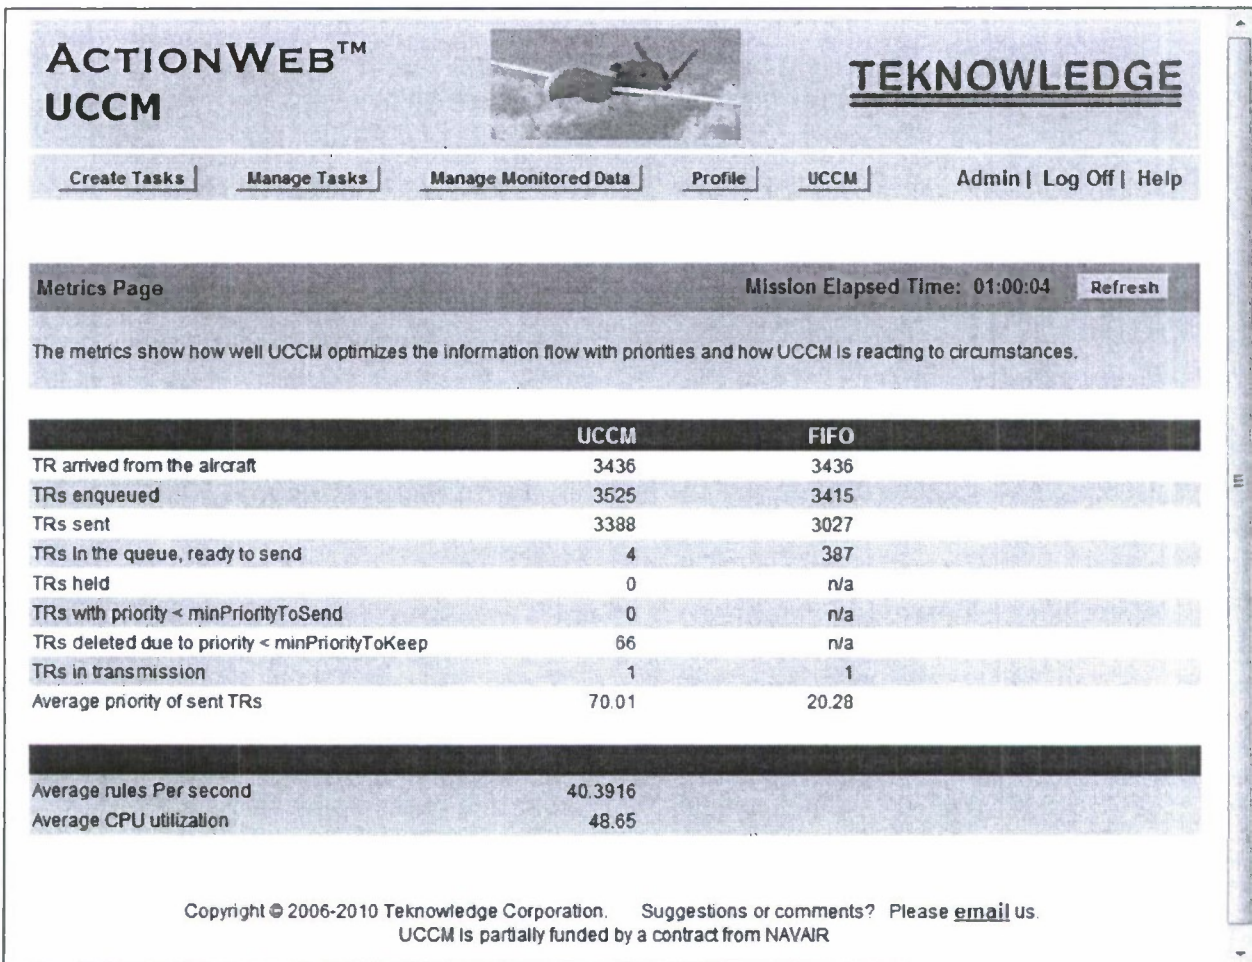 ACTIONWEB™
UCCM
TEKNOWLEDGE
Create Tasks Manage Tasks Manage Monitored Data Profile UCCM Admin | Log Off | Help
Metrics Page Mission Elapsed Time: 01:00:04 Refresh
The metrics show how well UCCM optimizes the information flow with priorities and how UCCM is reacting to circumstances.
UCCM FIFO
TR arrived from the aircraft 3436 3436
TRs enqueued 3525 3415
TRs sent 3388 3027
TRs in the queue, ready to send 4 387
TRs held 0 n/a
TRs with priority < minPriorityToSend 0 n/a
TRs deleted due to priority < minPriorityToKeep 66 n/a
TRs in transmission 1 1
Average priority of sent TRs 70.01 20.28
Average rules Per second 40.3916
Average CPU utilization 48.65
Copyright © 2006-2010 Teknowledge Corporation. Suggestions or comments? Please email us.
UCCM is partially funded by a contract from NAVAIR